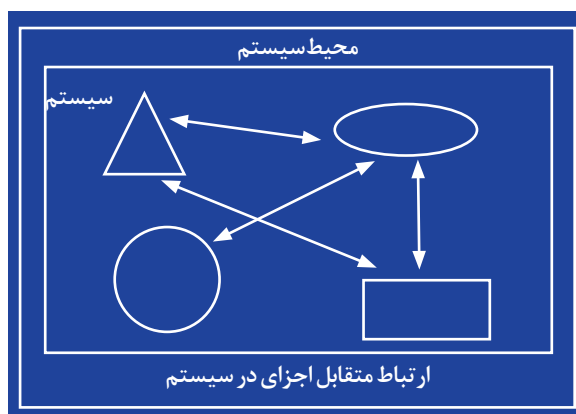 محیط سیستم
سیستم
ارتباط متقابل اجزای در سیستم